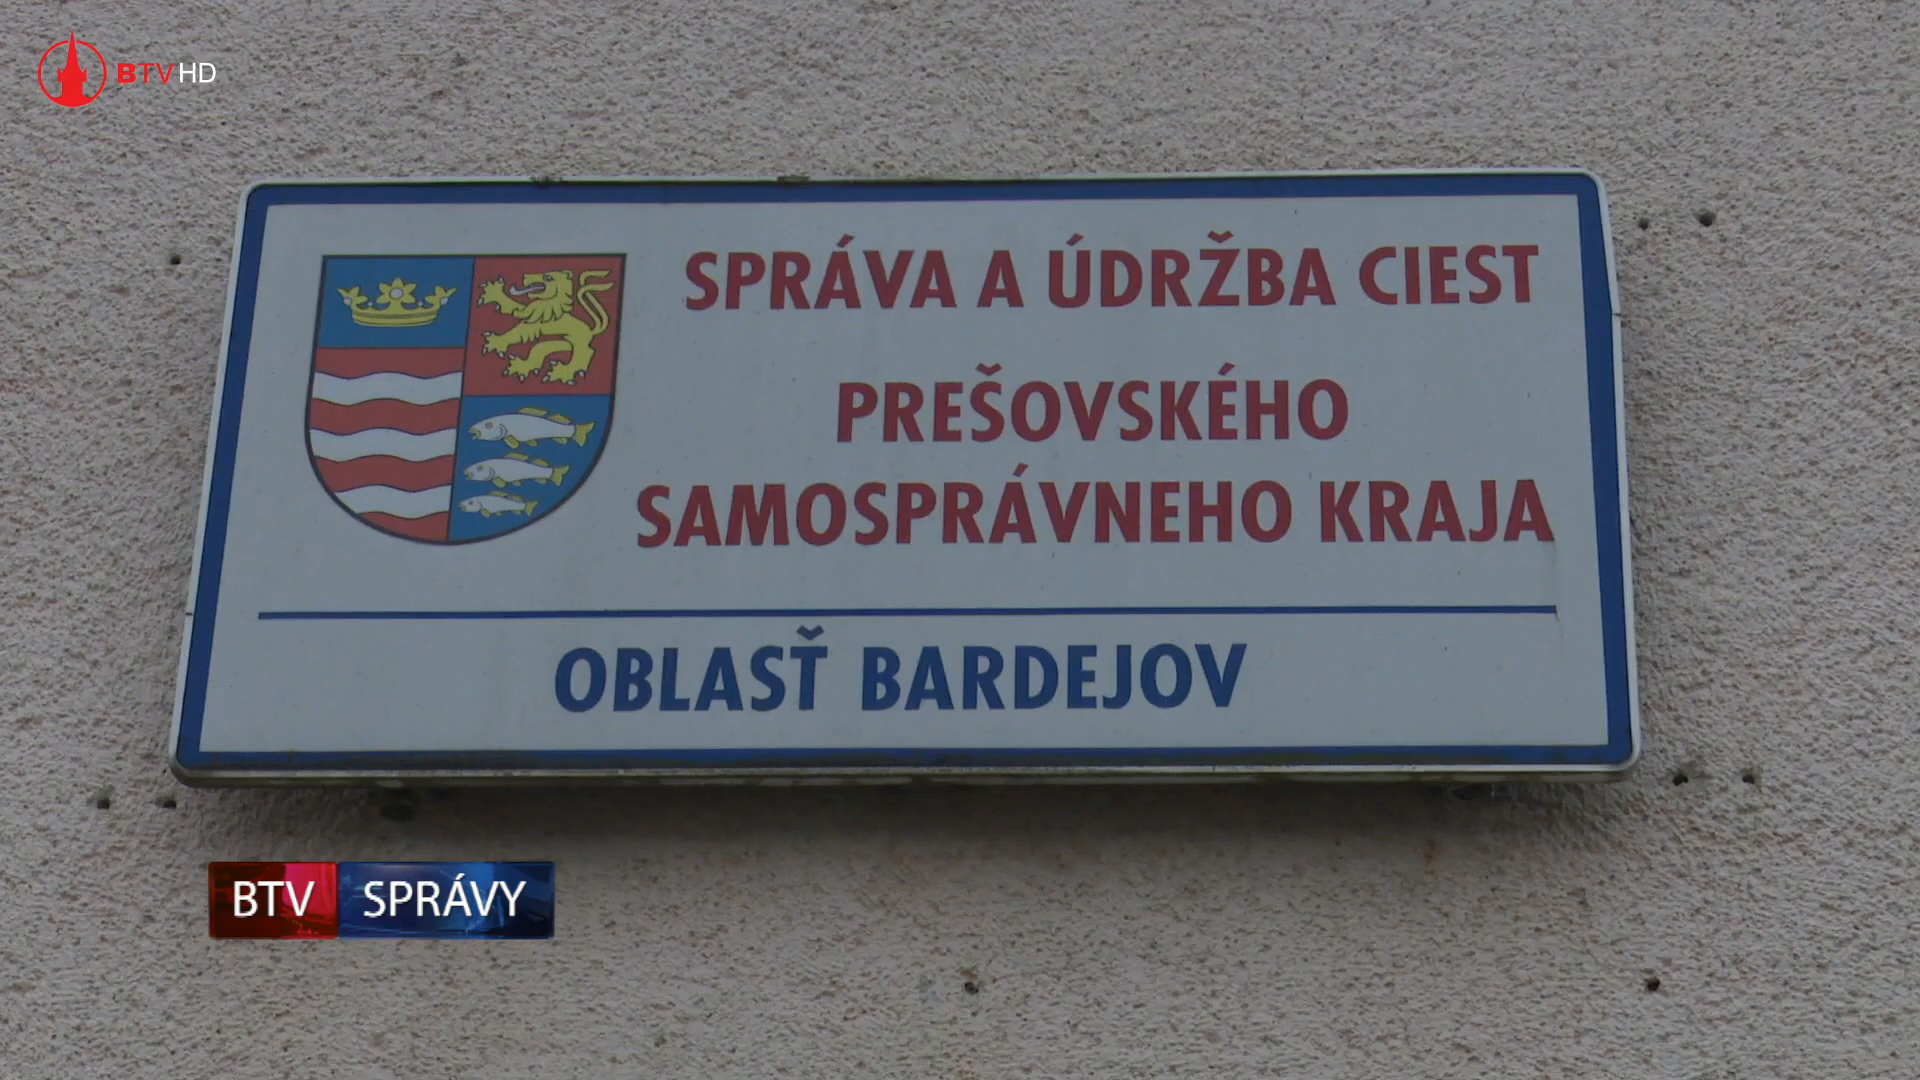 BTV HD
SPRÁVA A ÚDRŽBA CIEST
PREŠOVSKÉHO
SAMOSPRÁVNEHO KRAJA
OBLASŤ BARDEJOV
BTV SPRÁVY